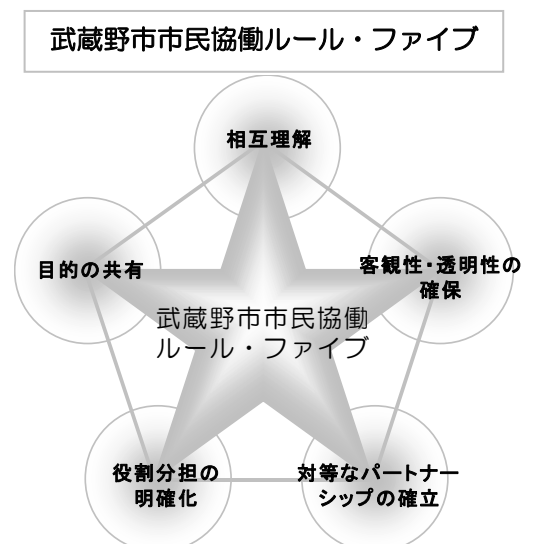 武蔵野市市民協働ルール・ファイブ
相互理解
目的の共有
客観性・透明性の
確保
武蔵野市市民協働
ルール・ファイブ
役割分担の
明確化
対等なパートナー
シップの確立